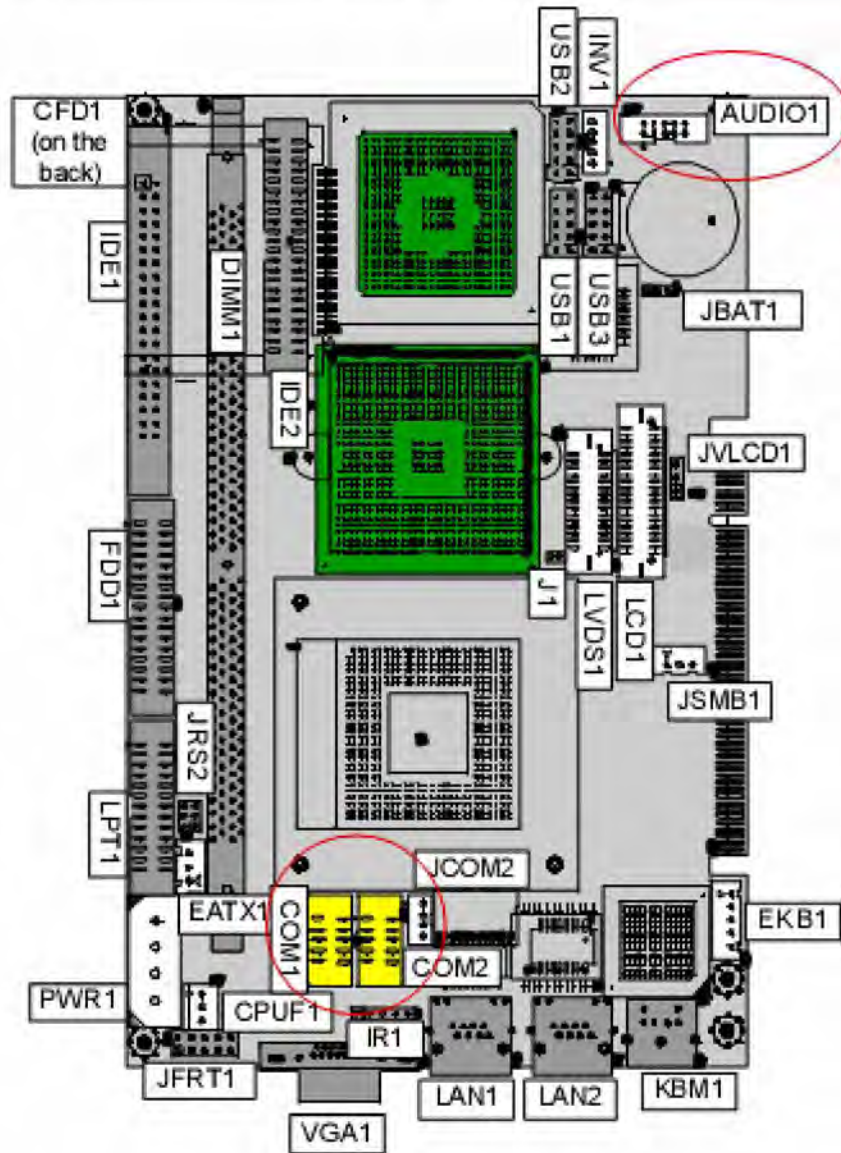 USB2
INV1
AUDIO1
CFD1
(on the
back)
IDE1
DIMM1
USB1
USB3
JBAT1
IDE2
JVLCD1
FDD1
J1
LVDS1
LCD1
JSMB1
JRS2
LPT1
JCOM2
EATX1
COM1
COM2
EKB1
PWR1
CPUF1
IR1
JFRT1
LAN1
LAN2
KBM1
VGA1